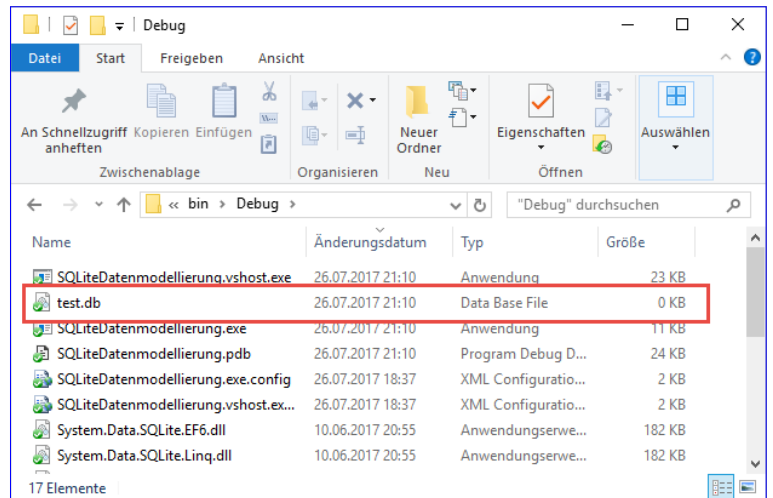 Debug
Datei Start Freigeben Ansicht
An Schnellzugriff anheften
Kopieren
Einfügen
Neuer Ordner
Eigenschaften
Auswählen
Zwischenablage Organisieren Neu Öffnen
« bin > Debug > "Debug" durchsuchen
Name Änderungsdatum Typ Größe
SQLiteDatenmodellierung.vshost.exe 26.07.2017 21:10 Anwendung 23 KB
test.db 26.07.2017 21:10 Data Base File 0 KB
SQLiteDatenmodellierung.exe 26.07.2017 21:10 Anwendung 11 KB
SQLiteDatenmodellierung.pdb 26.07.2017 21:10 Program Debug D... 24 KB
SQLiteDatenmodellierung.exe.config 26.07.2017 18:37 XML Configuratio... 2 KB
SQLiteDatenmodellierung.vshost.ex... 26.07.2017 18:37 XML Configuratio... 2 KB
System.Data.SQLite.EF6.dll 10.06.2017 20:55 Anwendungserwe... 182 KB
System.Data.SQLite.Linq.dll 10.06.2017 20:55 Anwendungserwe... 182 KB
17 Elemente